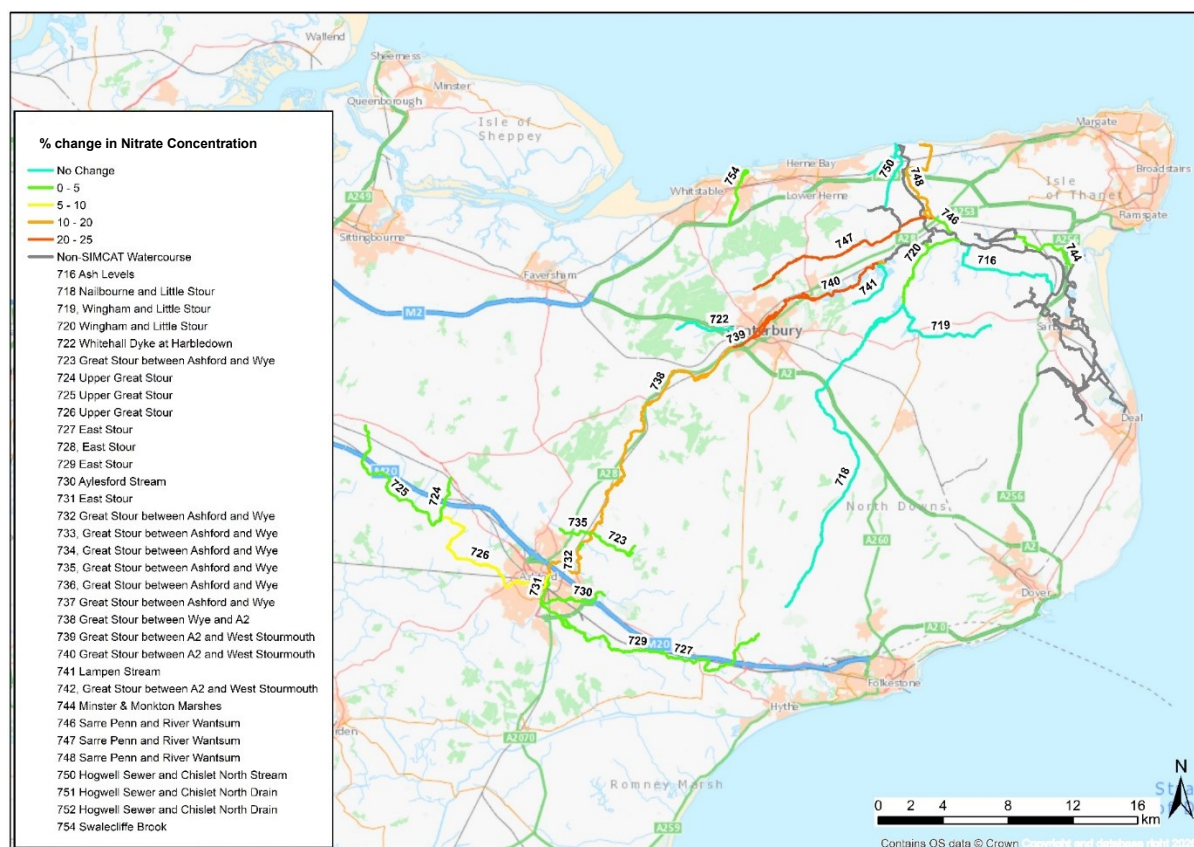 % change in Nitrate Concentration
No Change
0 - 5
5 - 10
10 - 20
20 - 25
Non-SIMCAT Watercourse
716 Ash Levels
718 Nailbourne and Little Stour
719, Wingham and Little Stour
720 Wingham and Little Stour
722 Whitehall Dyke at Harbledown
723 Great Stour between Ashford and Wye
724 Upper Great Stour
725 Upper Great Stour
726 Upper Great Stour
727 East Stour
728, East Stour
729 East Stour
730 Aylesford Stream
731 East Stour
732 Great Stour between Ashford and Wye
733, Great Stour between Ashford and Wye
734, Great Stour between Ashford and Wye
735, Great Stour between Ashford and Wye
736, Great Stour between Ashford and Wye
737 Great Stour between Ashford and Wye
738 Great Stour between Wye and A2
739 Great Stour between A2 and West Stourmouth
740 Great Stour between A2 and West Stourmouth
741 Lampen Stream
742, Great Stour between A2 and West Stourmouth
744 Minster & Monkton Marshes
746 Sarre Penn and River Wantsum
747 Sarre Penn and River Wantsum
748 Sarre Penn and River Wantsum
750 Hogwell Sewer and Chislet North Stream
751 Hogwell Sewer and Chislet North Drain
752 Hogwell Sewer and Chislet North Drain
754 Swalecliffe Brook
Wallend
Sheerness
Minster
Queenborough
Isle of
Sheppey
A249
Sittingbourne
Faversham
M2
Whitstable
754
Herne Bay
Lower Herne
750
748
Margate
Broadstairs
Isle
of Thanet
Ramsgate
A253
746
A256
744
747
A28
720
716
740
741
722
739
719
738
A2
Deal
718
A28
North Downs
A256
A260
A2
Dover
M20
725
724
726
735
723
732
731
730
729
M20
727
A20
Folkestone
Hythe
A2070
Romney Marsh
A259
N
0 4 8 12 16
km
Contains OS data © Crown Copyright and database right